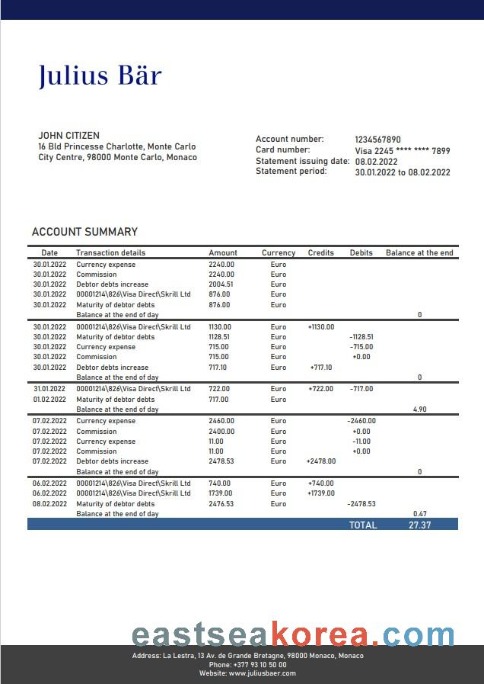 Julius Bär
JOHN CITIZEN
16 Bld Princesse Charlotte, Monte Carlo
City Centre, 98000 Monte Carlo, Monaco
Account number: 1234567890
Card number: Visa 2245 **** **** 7899
Statement issuing date: 08.02.2022
Statement period: 30.01.2022 to 08.02.2022
ACCOUNT SUMMARY
Date Transaction details Amount Currency Credits Debits Balance at the end
30.01.2022 Currency expense 2240.00 Euro
30.01.2022 Commission 2240.00 Euro
30.01.2022 Debtor debts increase 2004.51 Euro
30.01.2022 00001214\826\Visa Direct\Skrill Ltd 876.00 Euro
30.01.2022 Maturity of debtor debts 876.00 Euro
Balance at the end of day 0
30.01.2022 00001214\826\Visa Direct\Skrill Ltd 1130.00 Euro +1130.00
30.01.2022 Maturity of debtor debts 1128.51 Euro -1128.51
30.01.2022 Currency expense 715.00 Euro -715.00
30.01.2022 Commission 715.00 Euro +0.00
30.01.2022 Debtor debts increase 717.10 Euro +717.10
Balance at the end of day 0
31.01.2022 00001214\826\Visa Direct\Skrill Ltd 722.00 Euro +722.00 -717.00
01.02.2022 Maturity of debtor debts 717.00 Euro
Balance at the end of day 4.90
07.02.2022 Currency expense 2460.00 Euro -2460.00
07.02.2022 Commission 2400.00 Euro +0.00
07.02.2022 Currency expense 11.00 Euro -11.00
07.02.2022 Commission 11.00 Euro +0.00
07.02.2022 Debtor debts increase 2478.53 Euro +2478.00
Balance at the end of day 0
06.02.2022 00001214\826\Visa Direct\Skrill Ltd 740.00 Euro +740.00
06.02.2022 00001214\826\Visa Direct\Skrill Ltd 1739.00 Euro +1739.00
08.02.2022 Maturity of debtor debts 2476.53 Euro -2478.53
Balance at the end of day 0.47
TOTAL 27.37
eastseakorea.com
Address: La Lestra, 13 Av. de Grande Bretagne, 98000 Monaco, Monaco
Phone: +377 93 10 50 00
Website: www.juliusbaer.com